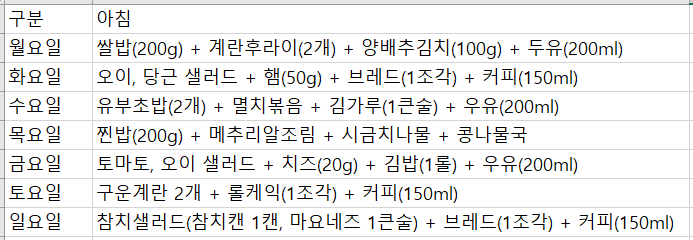 구분 아침
월요일 쌀밥(200g) + 계란후라이(2개) + 양배추김치(100g) + 두유(200ml)
화요일 오이, 당근 샐러드 + 햄(50g) + 브레드(1조각) + 커피(150ml)
수요일 유부초밥(2개) + 멸치볶음 + 김가루(1큰술) + 우유(200ml)
목요일 찐밥(200g) + 메추리알조림 + 시금치나물 + 콩나물국
금요일 토마토, 오이 샐러드 + 치즈(20g) + 김밥(1롤) + 우유(200ml)
토요일 구운계란 2개 + 롤케익(1조각) + 커피(150ml)
일요일 참치샐러드(참치캔 1캔, 마요네즈 1큰술) + 브레드(1조각) + 커피(150ml)